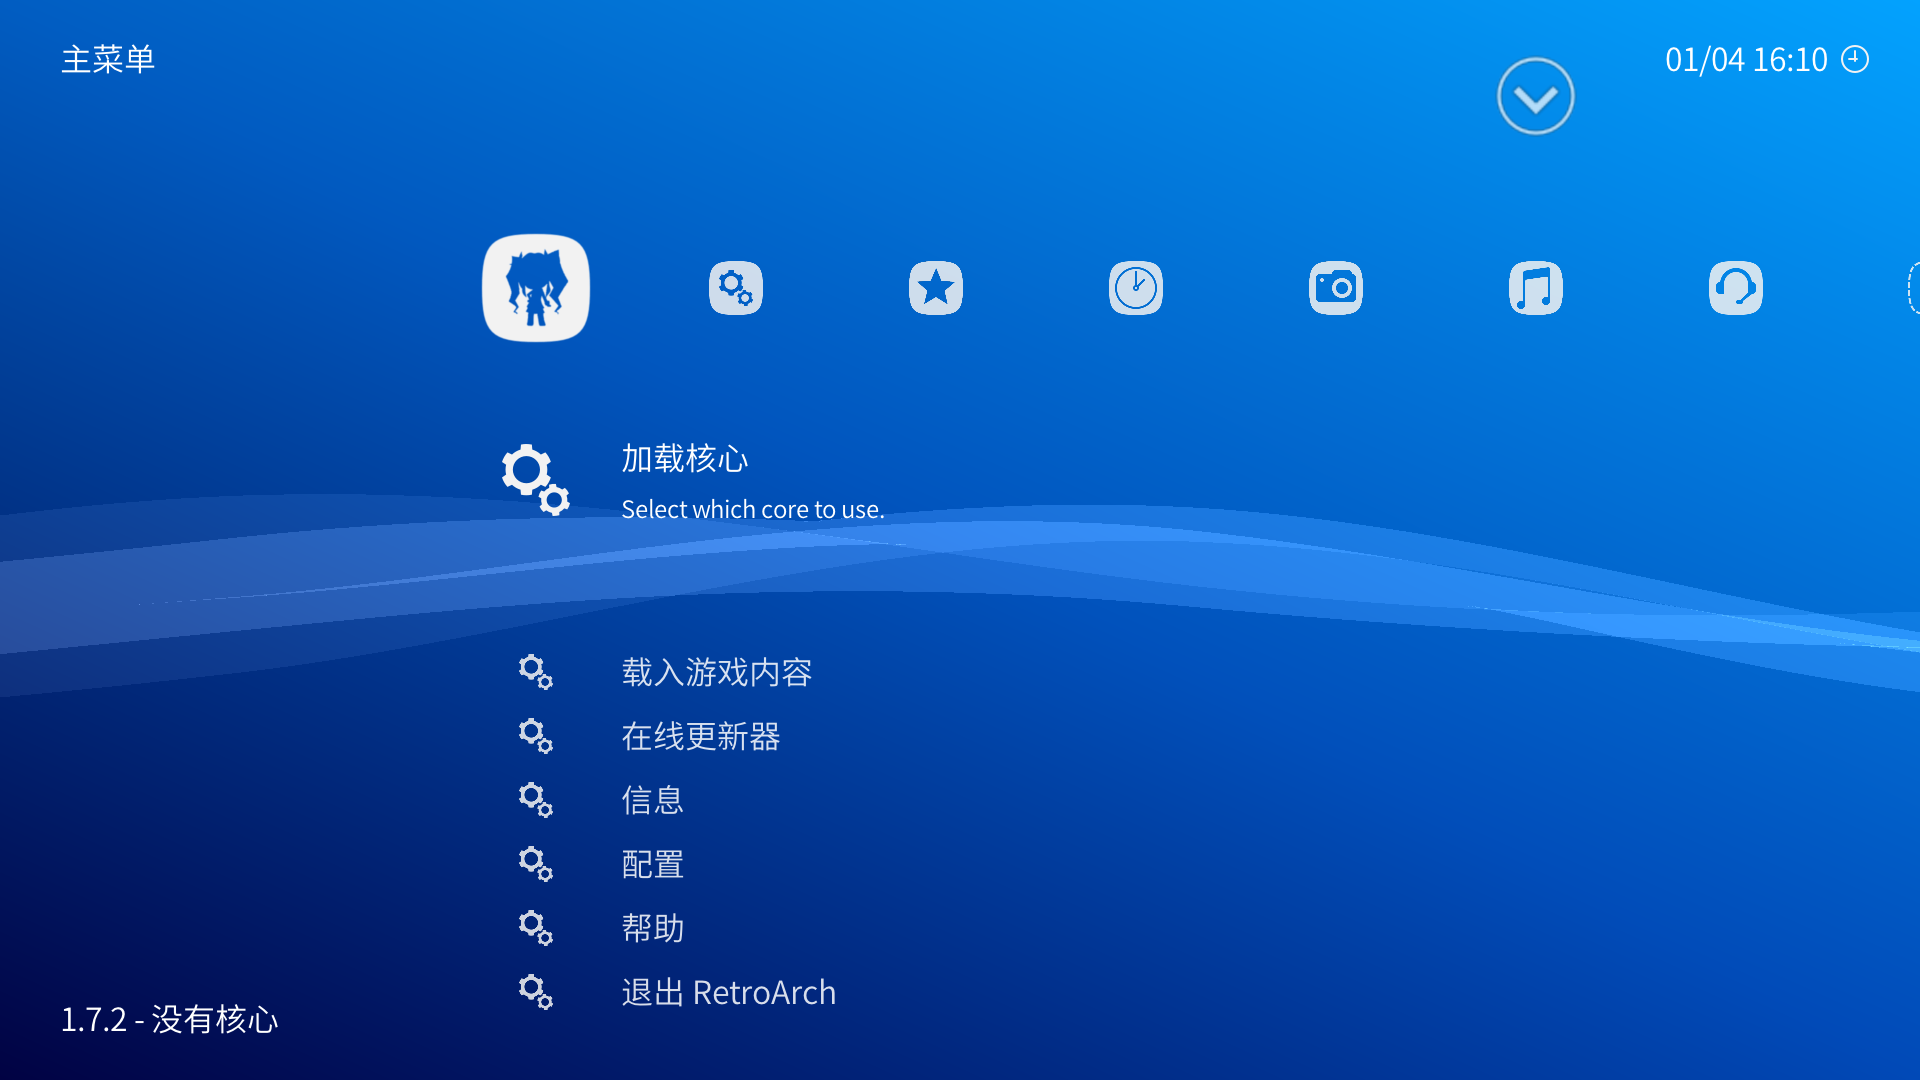 主菜单
01/04 16:10
加载核心
Select which core to use.
载入游戏内容
在线更新器
信息
配置
帮助
退出 RetroArch
1.7.2 - 没有核心